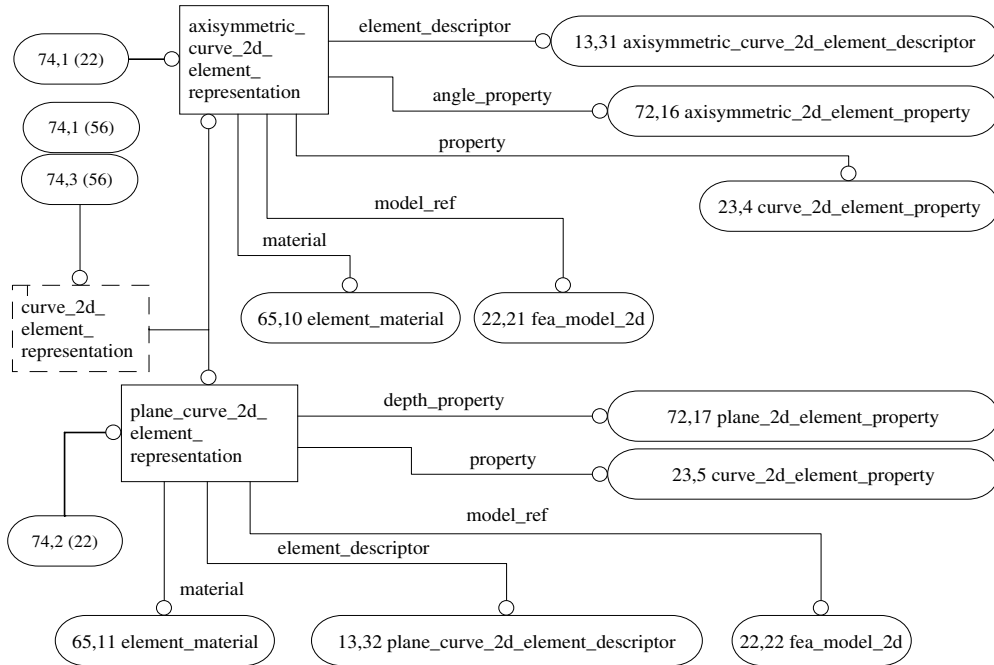 axisymmetric_
curve_2d_
element_
representation
element_descriptor
13,31 axisymmetric_curve_2d_element_descriptor
74,1 (22)
angle_property
72,16 axisymmetric_2d_element_property
74,1 (56)
property
74,3 (56)
23,4 curve_2d_element_property
model_ref
material
curve_2d_
element_
representation
65,10 element_material
22,21 fea_model_2d
plane_curve_2d_
element_
representation
depth_property
72,17 plane_2d_element_property
property
23,5 curve_2d_element_property
model_ref
74,2 (22)
element_descriptor
material
65,11 element_material
13,32 plane_curve_2d_element_descriptor
22,22 fea_model_2d